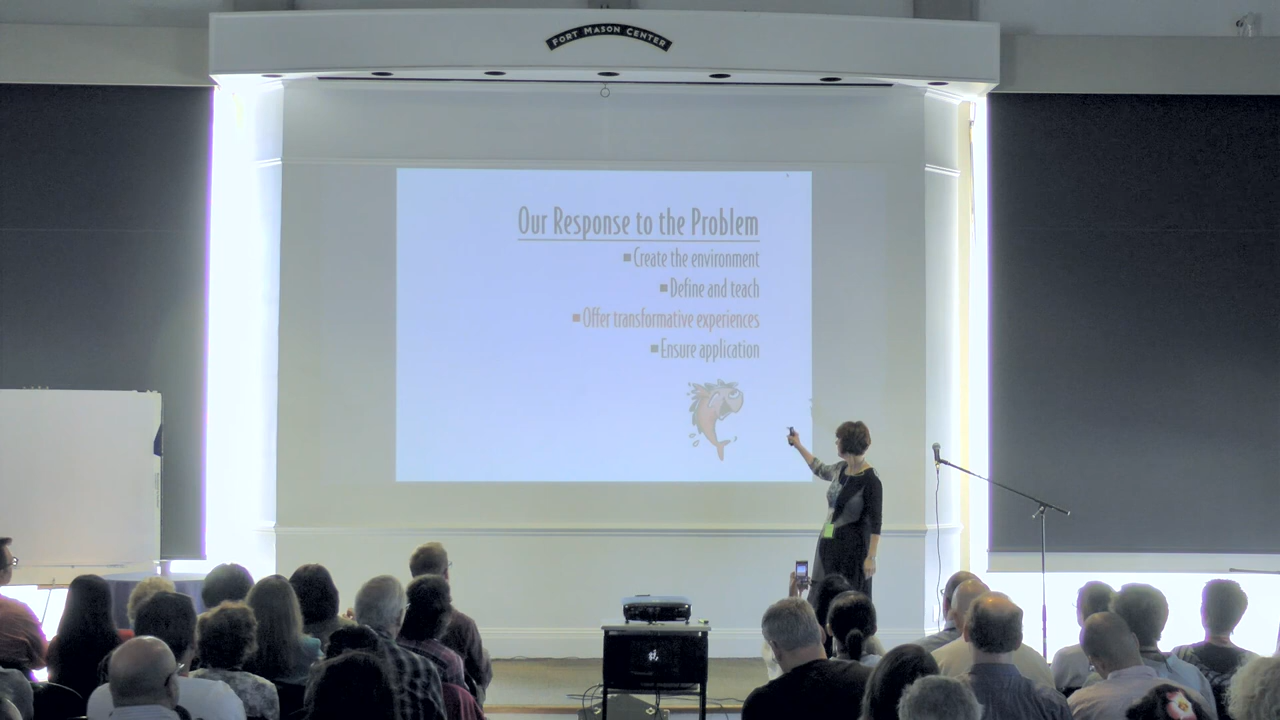 FORT MASON CENTER
Our Response to the Problem
▪Create the environment
▪Define and teach
▪Offer transformative experiences
▪Ensure application